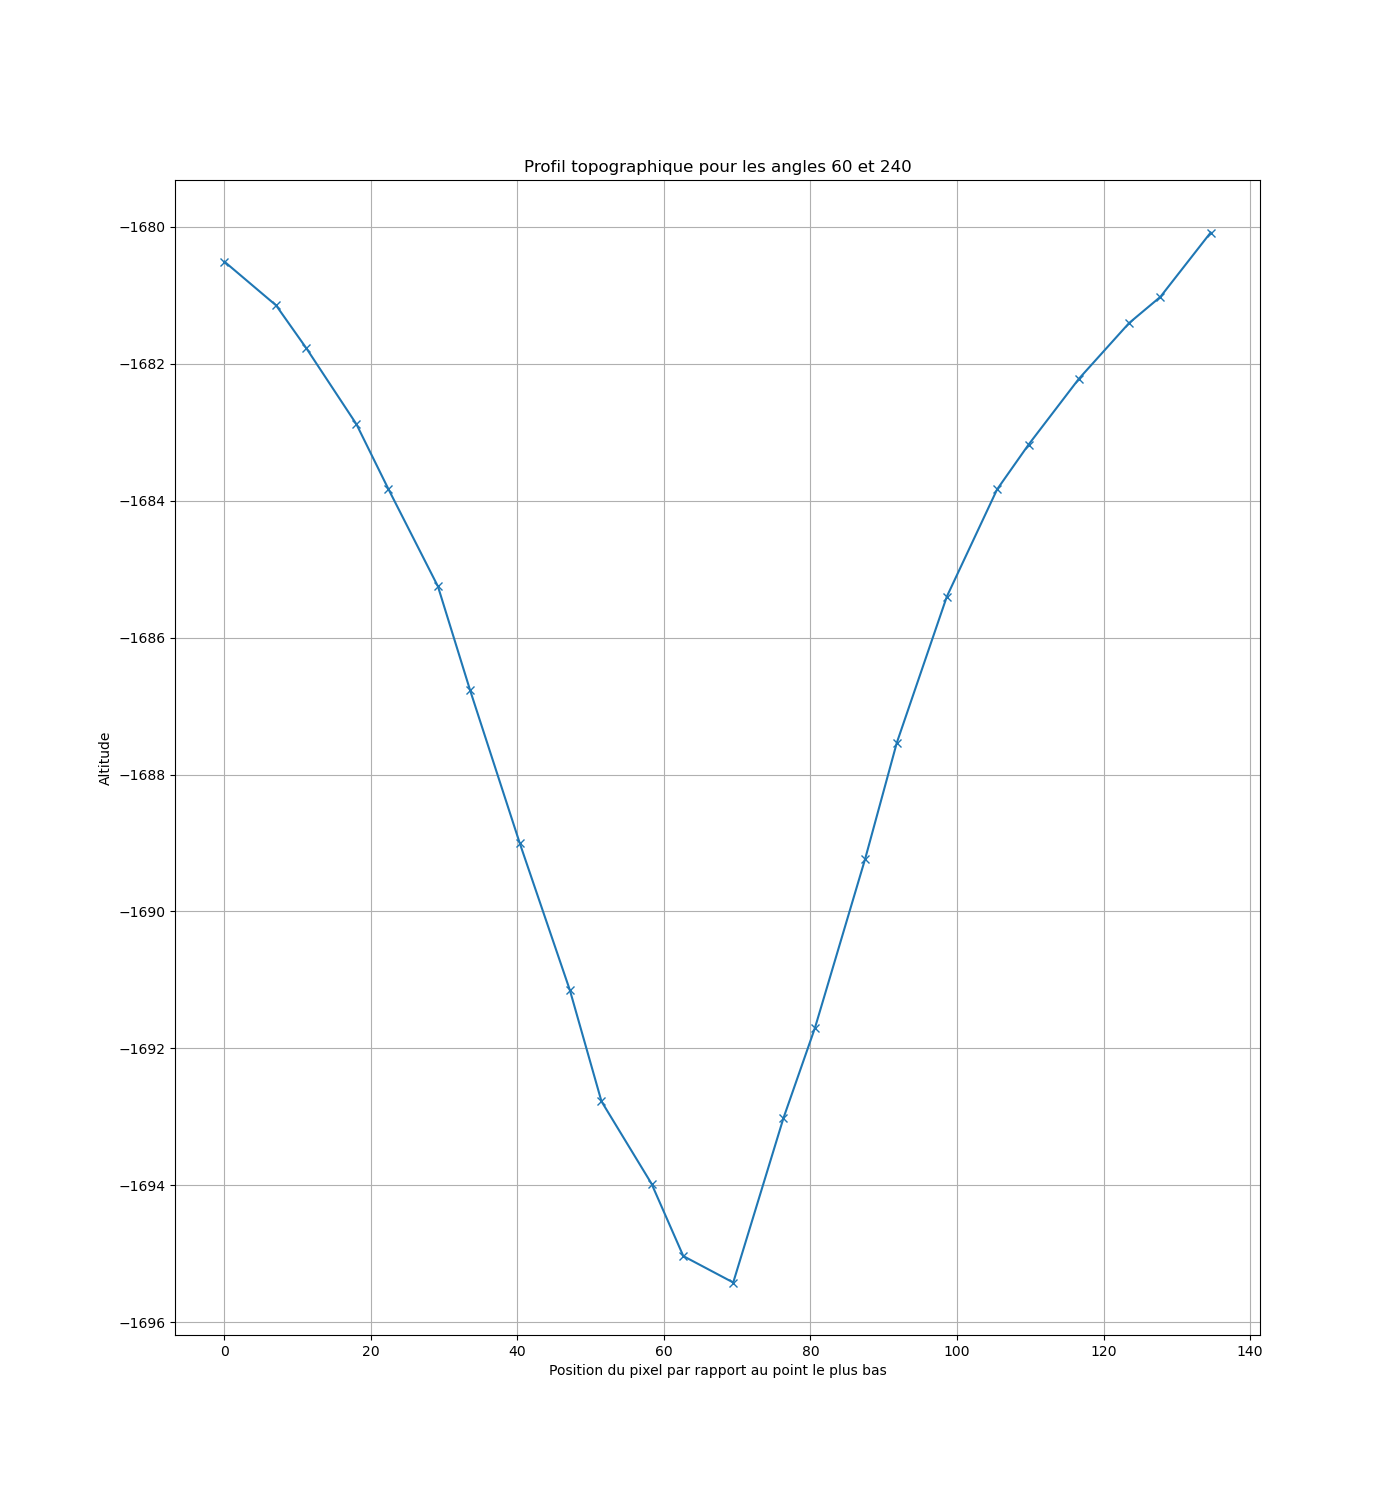 Profil topographique pour les angles 60 et 240
−1680
−1682
−1684
−1686
−1688
−1690
−1692
−1694
−1696
Altitude
0 20 40 60 80 100 120 140
Position du pixel par rapport au point le plus bas